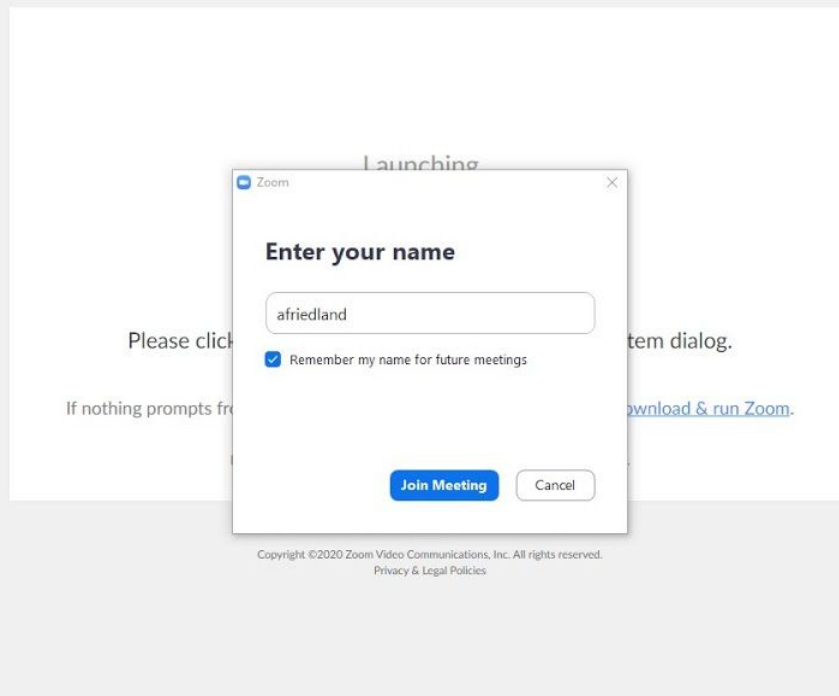 Launching
Zoom
Enter your name
afriedland
Please click
tem dialog.
Remember my name for future meetings
If nothing prompts
ownload & run Zoom.
Join Meeting
Cancel
Copyright ©2020 Zoom Video Communications, Inc. All rights reserved.
Privacy & Legal Policies